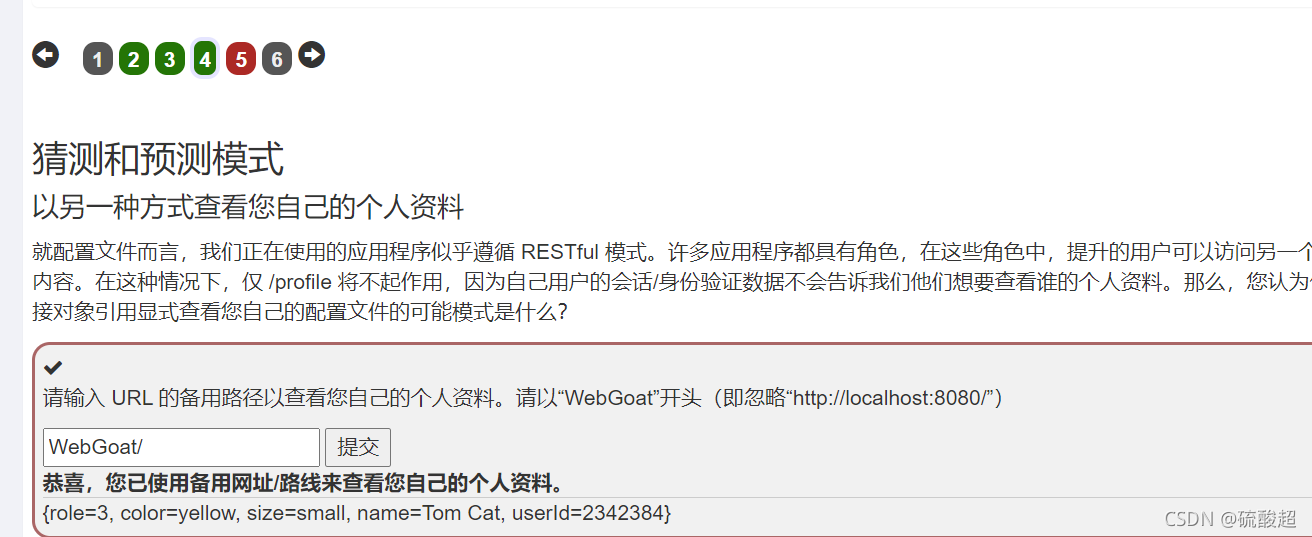 1 2 3 4 5 6
猜测和预测模式
以另一种方式查看您自己的个人资料
就配置文件而言，我们正在使用的应用程序似乎遵循 RESTful 模式。许多应用程序都具有角色，在这些角色中，提升的用户可以访问另一个
内容。在这种情况下，仅 /profile 将不起作用，因为自己用户的会话/身份验证数据不会告诉我们他们想要查看谁的个人资料。那么，您认为
接对象引用显式查看您自己的配置文件的可能模式是什么?
请输入 URL 的备用路径以查看您自己的个人资料。请以“WebGoat”开头（即忽略“http://localhost:8080/”）
WebGoat/ 提交
恭喜，您已使用备用网址/路线来查看您自己的个人资料。
{role=3, color=yellow, size=small, name=Tom Cat, userId=2342384}
CSDN @硫酸超